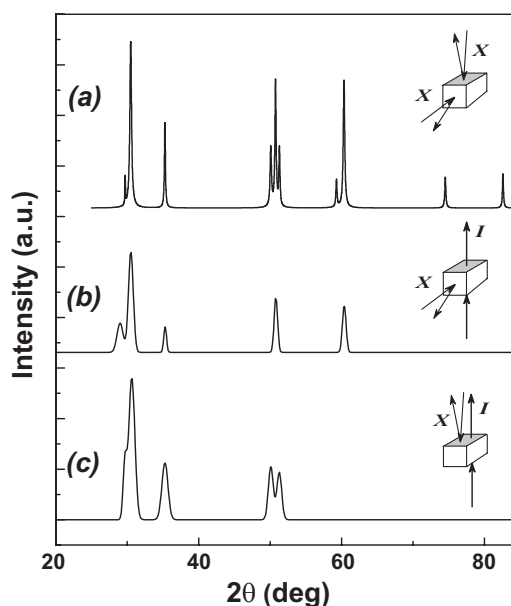 (a)
X
X
(b)
I
X
(c)
X
I
Intensity (a.u.)
20 40 60 80
2θ (deg)